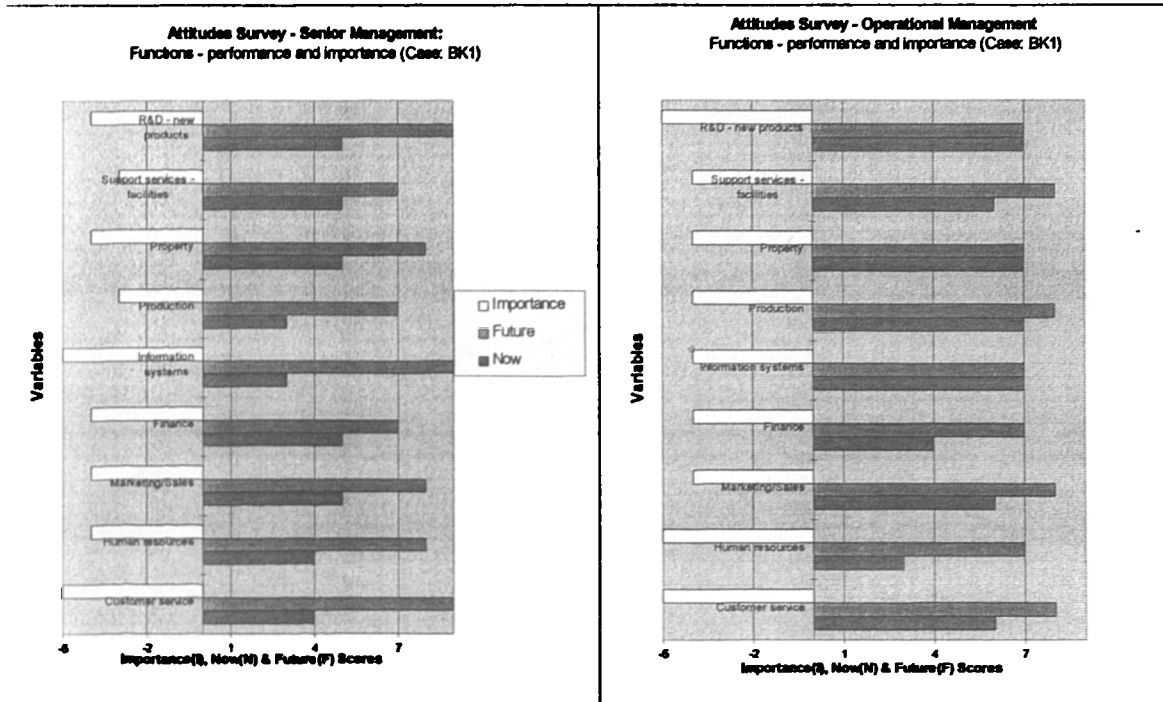 Attitudes Survey - Senior Management:
Functions - performance and importance (Case: BK1)
R&D - new
products
Support services -
facilities
Property
Production
Information
systems
Finance
Marketing/Sales
Human resources
Customer service
Variables
-5
-2
1
4
7
Importance(I), Now(N) & Future(F) Scores
Importance
Future
Now
Attitudes Survey - Operational Management
Functions - performance and importance (Case: BK1)
R&D - new products
Support services -
facilities
Property
Production
Information systems
Finance
Marketing/Sales
Human resources
Customer service
Variables
-5
-2
1
4
7
Importance(I), Now(N) & Future(F) Scores